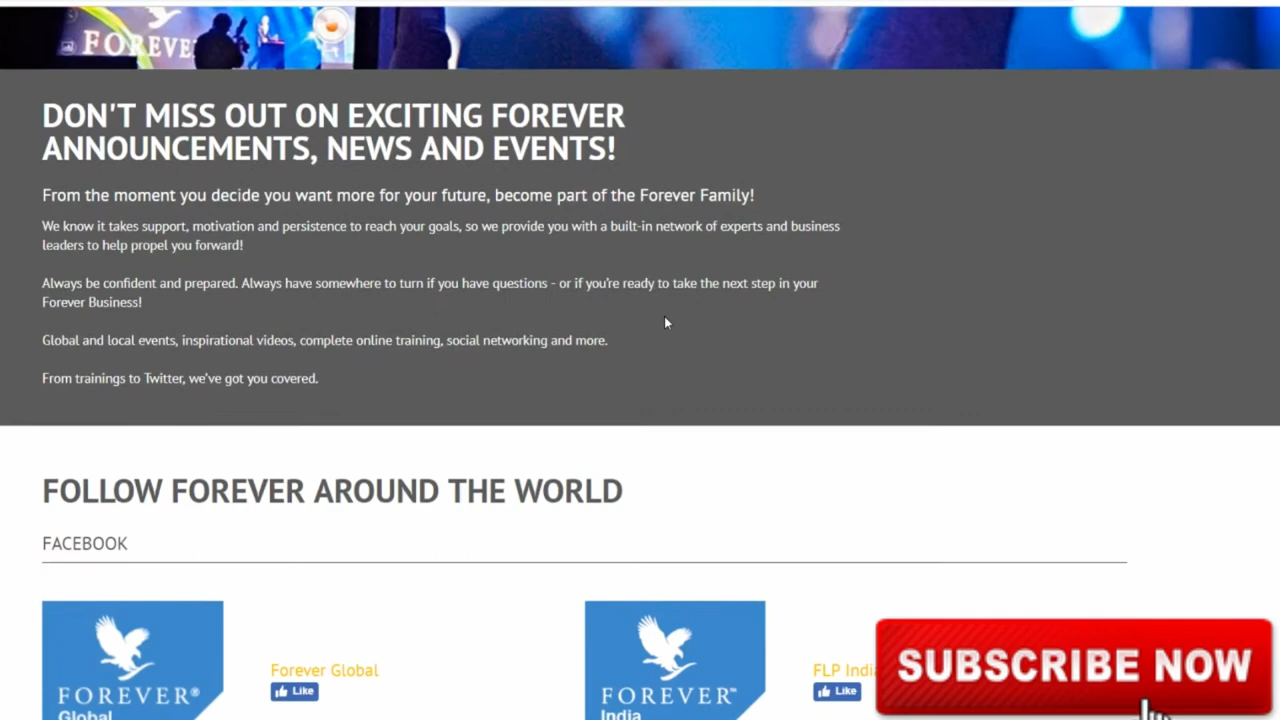 FOREVE
DON'T MISS OUT ON EXCITING FOREVER
ANNOUNCEMENTS, NEWS AND EVENTS!
From the moment you decide you want more for your future, become part of the Forever Family!
We know it takes support, motivation and persistence to reach your goals, so we provide you with a built-in network of experts and business
leaders to help propel you forward!
Always be confident and prepared. Always have somewhere to turn if you have questions - or if you're ready to take the next step in your
Forever Business!
Global and local events, inspirational videos, complete online training, social networking and more.
From trainings to Twitter, we've got you covered.
FOLLOW FOREVER AROUND THE WORLD
FACEBOOK
FOREVER®
Global
Forever Global
Like
FOREVER™
India
FLP Indi
Like
SUBSCRIBE NOW